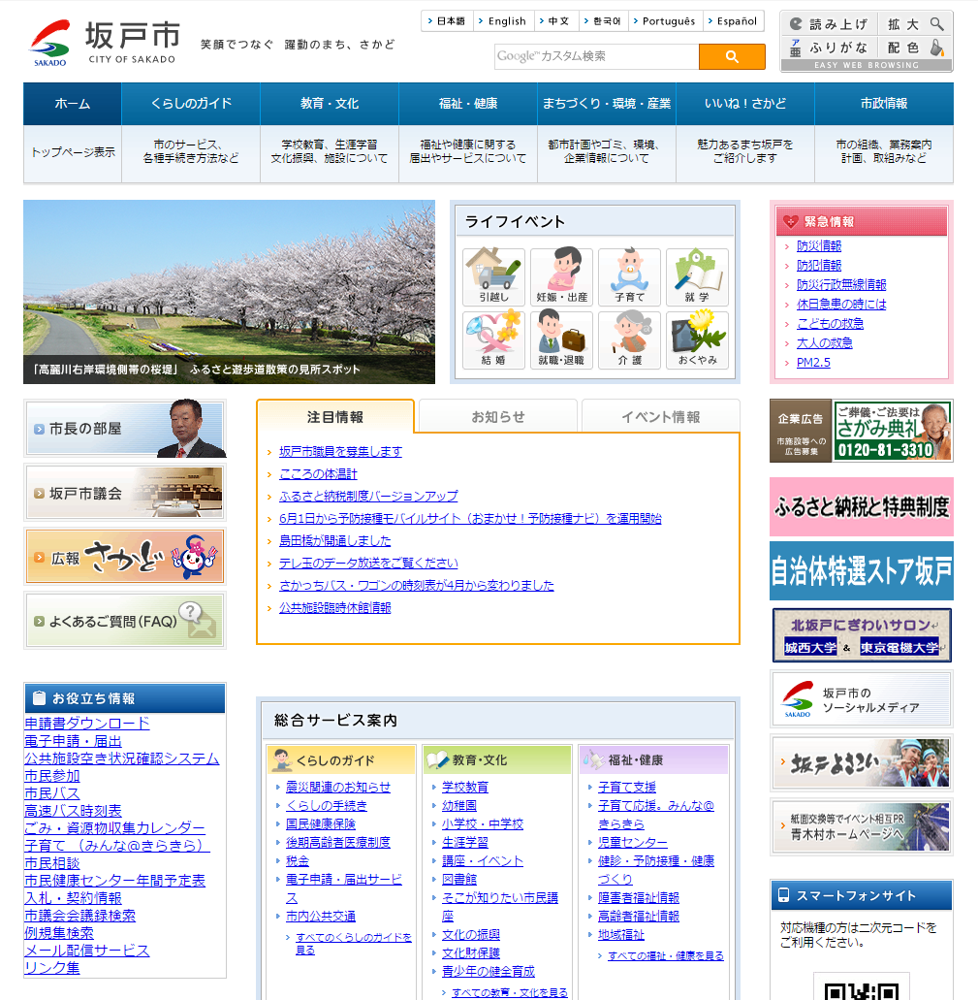 SAKADO
坂戸市
CITY OF SAKADO
笑顔でつなぐ 躍動のまち、さかど
日本語
English
中文
한국어
Português
Español
Google™カスタム検索
読み上げ
拡大
ア亜
ふりがな
配色
EASY WEB BROWSING
ホーム
くらしのガイド
教育・文化
福祉・健康
まちづくり・環境・産業
いいね！さかど
市政情報
トップページ表示
市のサービス、
各種手続き方法など
学校教育、生涯学習
文化振興、施設について
福祉や健康に関する
届出やサービスについて
都市計画やゴミ、環境、
企業情報について
魅力あるまち坂戸を
ご紹介します
市の組織、業務案内
計画、取組みなど
「高麗川右岸環境側帯の桜堤」 ふるさと遊歩道散策の見所スポット
ライフイベント
引越し
妊娠・出産
子育て
就学
結婚
就職・退職
介護
おくやみ
緊急情報
防災情報
防犯情報
防災行政無線情報
休日急患の時には
こどもの救急
大人の救急
PM2.5
市長の部屋
坂戸市議会
広報 さかど
よくあるご質問(FAQ)
注目情報
お知らせ
イベント情報
坂戸市職員を募集します
こころの体温計
ふるさと納税制度バージョンアップ
6月1日から予防接種モバイルサイト（おまかせ！予防接種ナビ）を運用開始
島田橋が開通しました
テレ玉のデータ放送をご覧ください
さかっちバス・ワゴンの時刻表が4月から変わりました
公共施設臨時休館情報
企業広告
市施設等への
広告募集
ご葬儀・ご法要は
さがみ典礼
0120-81-3310
ふるさと納税と特典制度
自治体特選ストア坂戸
北坂戸にぎわいサロン
城西大学 & 東京電機大学
SAKADO
坂戸市の
ソーシャルメディア
坂戸よさこい
紙面交換等でイベント相互PR
青木村ホームページへ
お役立ち情報
申請書ダウンロード
電子申請・届出
公共施設空き状況確認システム
市民参加
市民バス
高速バス時刻表
ごみ・資源物収集カレンダー
子育て （みんな@きらきら）
市民相談
市民健康センター年間予定表
入札・契約情報
市議会会議録検索
例規集検索
メール配信サービス
リンク集
総合サービス案内
くらしのガイド
震災関連のお知らせ
くらしの手続き
国民健康保険
後期高齢者医療制度
税金
電子申請・届出サービ
ス
市内公共交通
すべてのくらしのガイドを
見る
教育・文化
学校教育
幼稚園
小学校・中学校
生涯学習
講座・イベント
図書館
そこが知りたい市民講
座
文化の振興
文化財保護
青少年の健全育成
すべての教育・文化を見る
福祉・健康
子育て支援
子育て応援。みんな@
きらきら
児童センター
健診・予防接種・健康
づくり
障害者福祉情報
高齢者福祉情報
地域福祉
すべての福祉・健康を見る
スマートフォンサイト
対応機種の方は二次元コードを
ご利用ください。